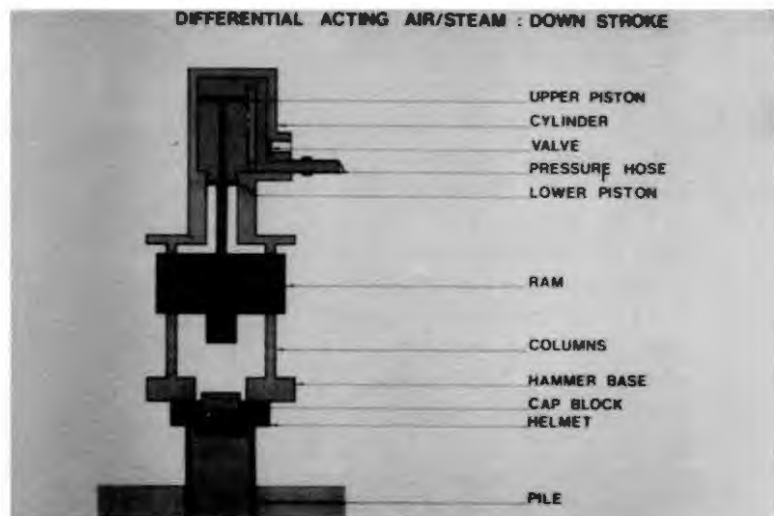 DIFFERENTIAL ACTING AIR/STEAM : DOWN STROKE
UPPER PISTON
CYLINDER
VALVE
PRESSURE HOSE
LOWER PISTON
RAM
COLUMNS
HAMMER BASE
CAP BLOCK
HELMET
PILE